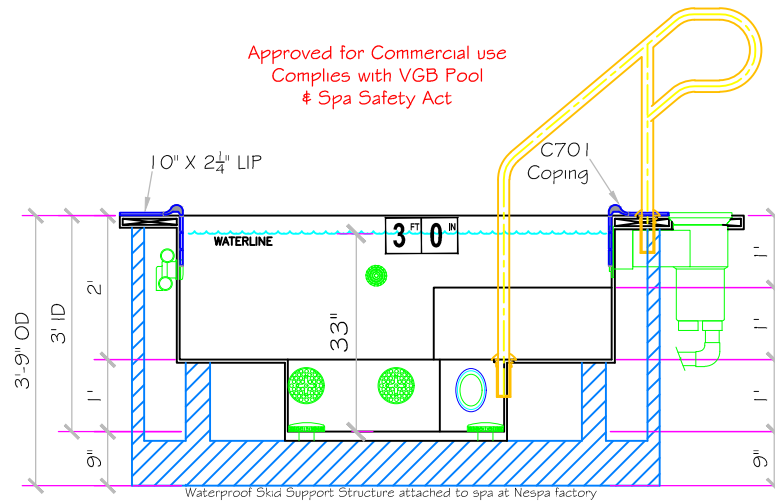 Approved for Commercial use
Complies with VGB Pool
& Spa Safety Act
10" X 2¼" LIP
C701
Coping
3 FT 0 IN
WATERLINE
3'-9" OD
3' ID
2'
1'
9"
33"
1'
1'
1'
9"
Waterproof Skid Support Structure attached to spa at Nespa factory